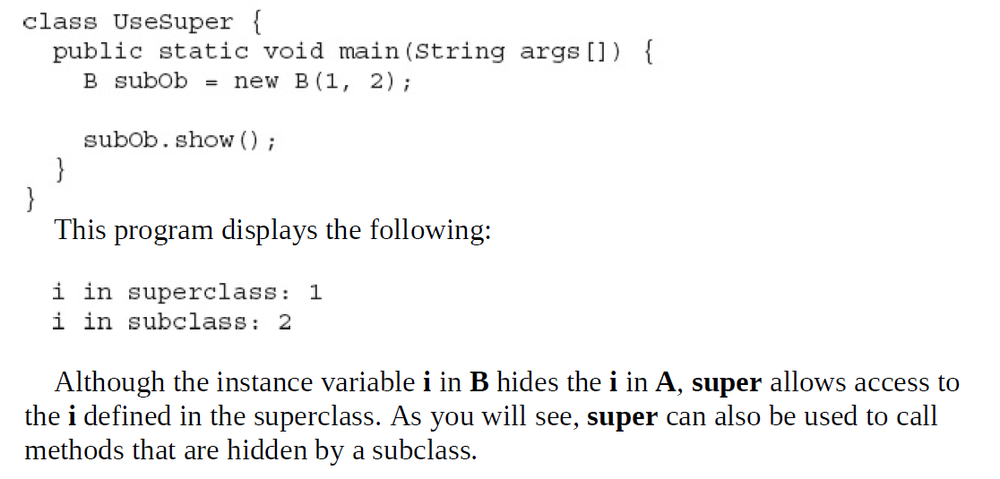 class UseSuper {
  public static void main(String args[]) {
    B subOb = new B(1, 2);
    subOb.show();
  }
}
This program displays the following:
i in superclass: 1
i in subclass: 2
Although the instance variable i in B hides the i in A, super allows access to
the i defined in the superclass. As you will see, super can also be used to call
methods that are hidden by a subclass.